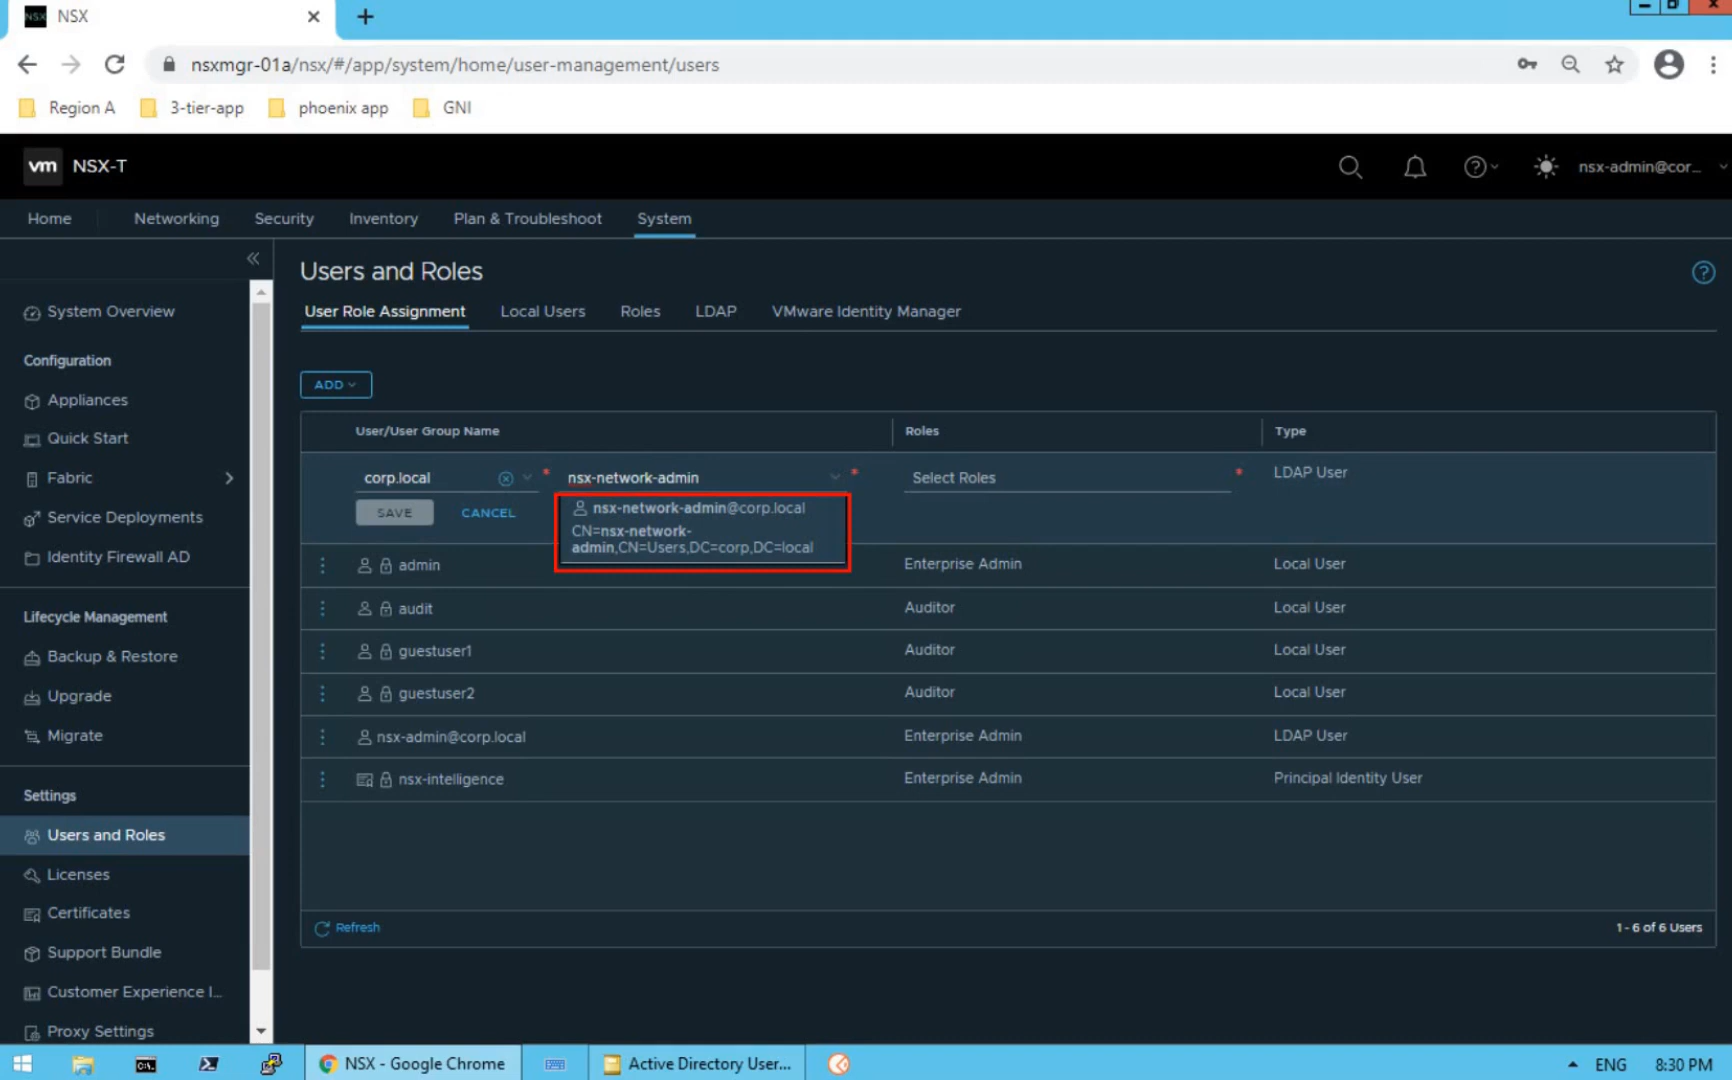 NSX
NSX
nsxmgr-01a/nsx/#/app/system/home/user-management/users
Region A
3-tier-app
phoenix app
GNI
vm NSX-T
nsx-admin@cor...
Home
Networking
Security
Inventory
Plan & Troubleshoot
System
System Overview
Configuration
Appliances
Quick Start
Fabric
Service Deployments
Identity Firewall AD
Lifecycle Management
Backup & Restore
Upgrade
Migrate
Settings
Users and Roles
Licenses
Certificates
Support Bundle
Customer Experience I...
Proxy Settings
Users and Roles
User Role Assignment
Local Users
Roles
LDAP
VMware Identity Manager
ADD
User/User Group Name
Roles
Type
corp.local *
nsx-network-admin *
Select Roles *
LDAP User
SAVE
CANCEL
nsx-network-admin@corp.local
CN=nsx-network-
admin,CN=Users,DC=corp,DC=local
admin
Enterprise Admin
Local User
audit
Auditor
Local User
guestuser1
Auditor
Local User
guestuser2
Auditor
Local User
nsx-admin@corp.local
Enterprise Admin
LDAP User
nsx-intelligence
Enterprise Admin
Principal Identity User
Refresh
1 - 6 of 6 Users
NSX - Google Chrome
Active Directory User...
ENG
8:30 PM